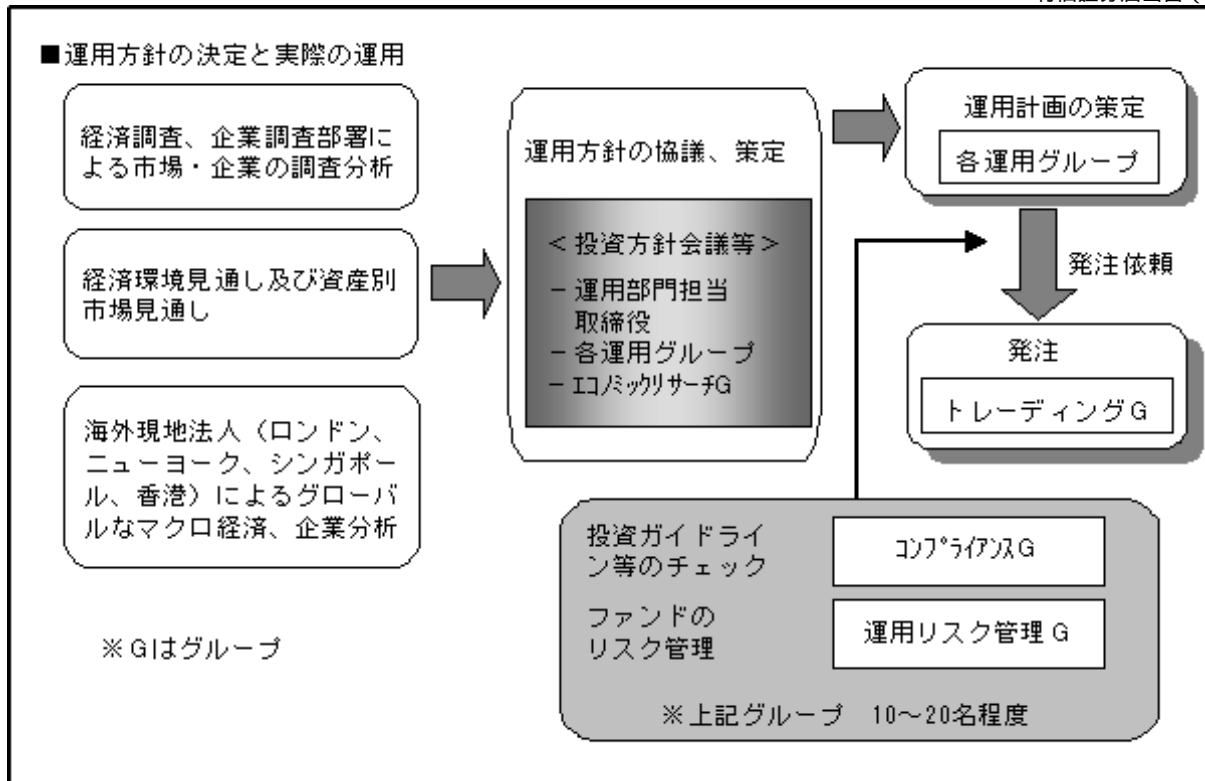 ■運用方針の決定と実際の運用
経済調査、企業調査部署に
よる市場・企業の調査分析
経済環境見通し及び資産別
市場見通し
海外現地法人（ロンドン、
ニューヨーク、シンガポー
ル、香港）によるグローバ
ルなマクロ経済、企業分析
※Gはグループ
運用方針の協議、策定
＜投資方針会議等＞
－運用部門担当
取締役
－各運用グループ
－ｴｺﾉﾐｯｸﾘｻｰﾁG
運用計画の策定
各運用グループ
発注依頼
発注
トレーディングG
投資ガイドライ
ン等のチェック
ｺﾝﾌﾟﾗｲｱﾝｽG
ファンドの
リスク管理
運用リスク管理G
※上記グループ　10～20名程度